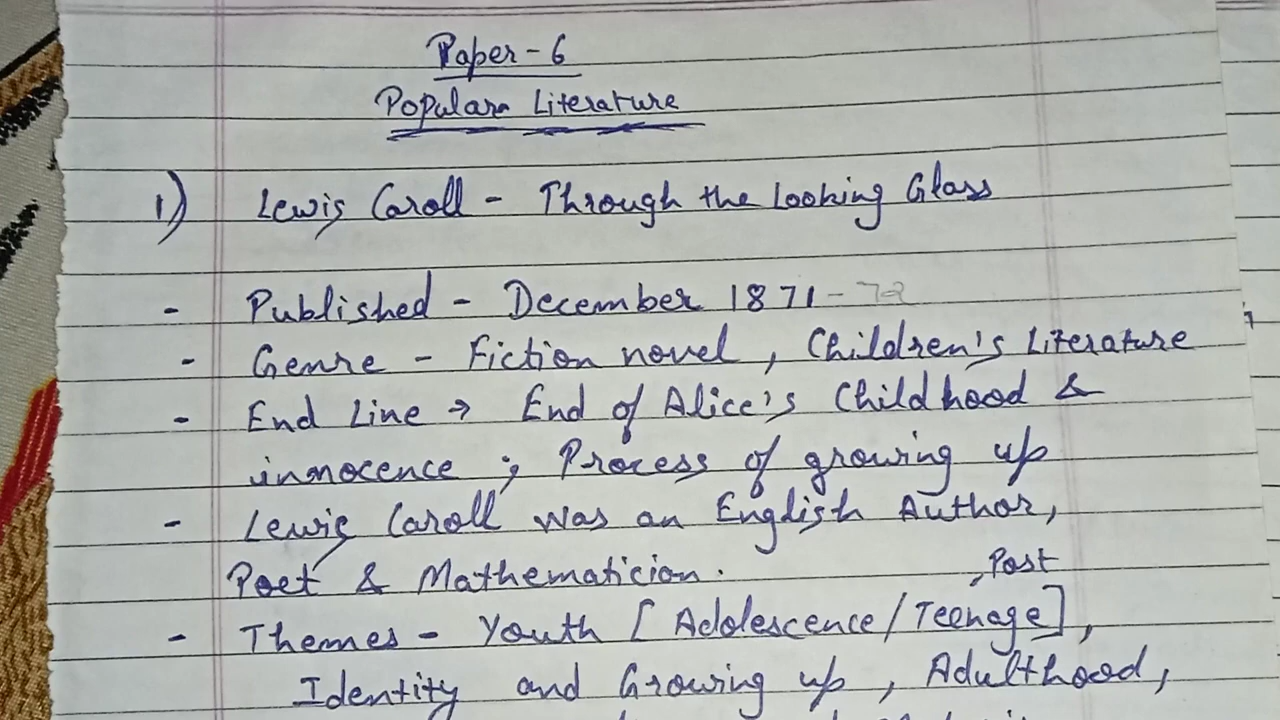 Paper - 6
Popular Literature
1) Lewis Caroll - Through the Looking Glass
- Published - December 1871-72
- Genre - Fiction novel, Children's Literature
- End Line → End of Alice's Childhood &
innocence ; Process of growing up
- Lewis Caroll was an English Author,
Poet & Mathematician.
, Past
- Themes - Youth [Adolescence/Teenage],
Identity and Growing up, Adulthood,